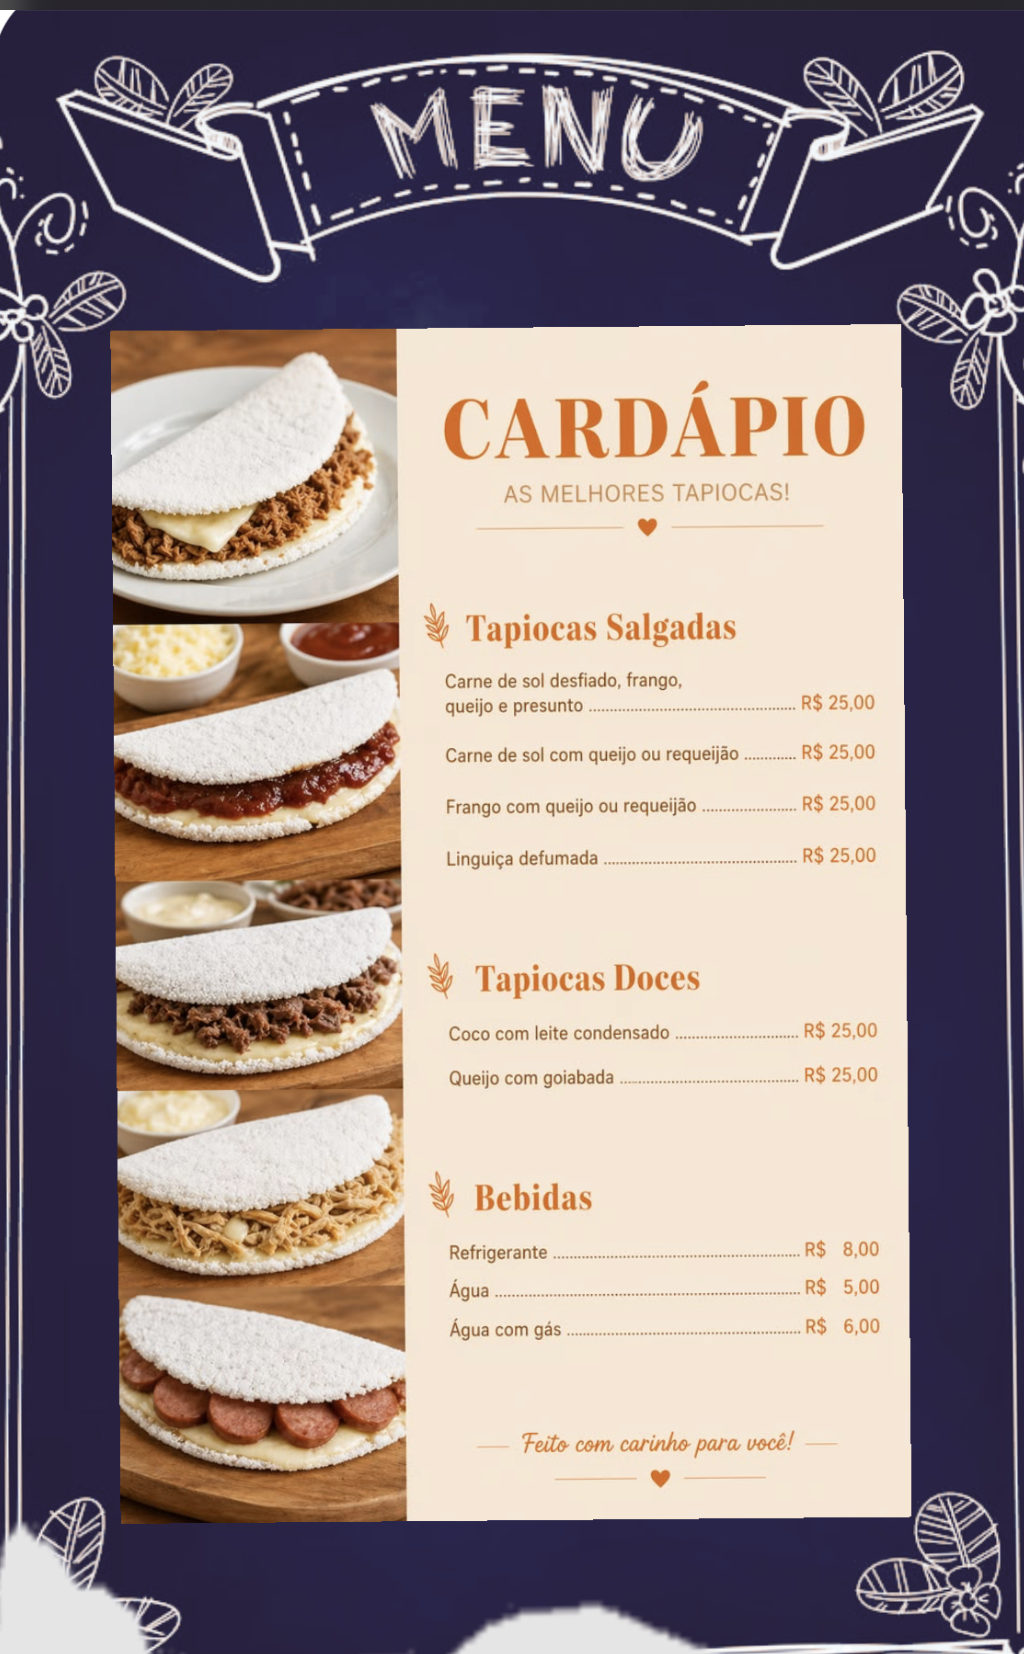 MENU
CARDÁPIO
AS MELHORES TAPIOCAS!
Tapiocas Salgadas
Carne de sol desfiado, frango,
queijo e presunto ........ R$ 25,00
Carne de sol com queijo ou requeijão ........ R$ 25,00
Frango com queijo ou requeijão ........ R$ 25,00
Linguiça defumada ........ R$ 25,00
Tapiocas Doces
Coco com leite condensado ........ R$ 25,00
Queijo com goiabada ........ R$ 25,00
Bebidas
Refrigerante ........ R$ 8,00
Água ........ R$ 5,00
Água com gás ........ R$ 6,00
Feito com carinho para você!